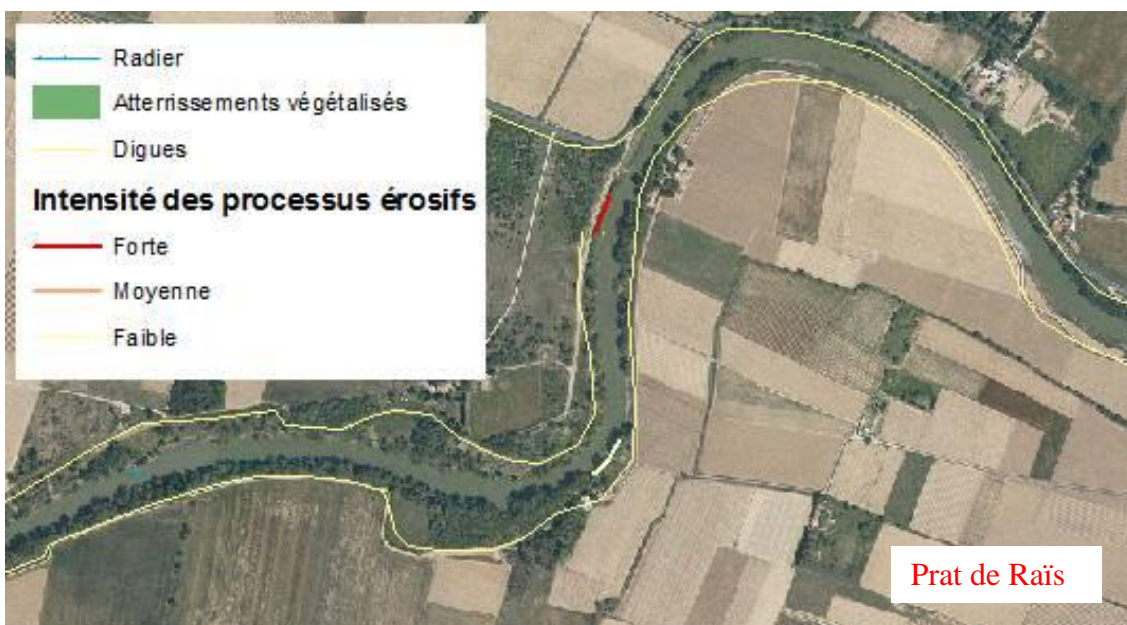 Radier
Atterrissements végétalisés
Digues
Intensité des processus érosifs
Forte
Moyenne
Faible
Prat de Raïs